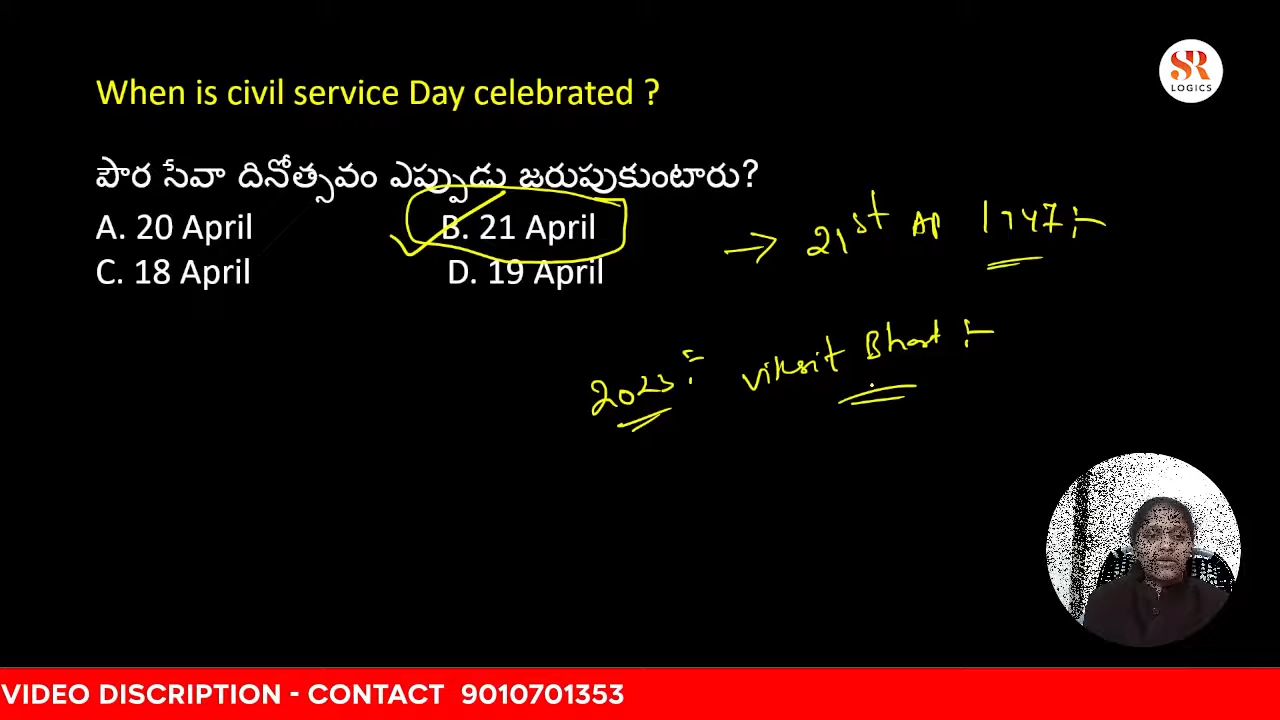 SR
LOGICS
When is civil service Day celebrated ?
పౌర సేవా దినోత్సవం ఎప్పుడు జరుపుకుంటారు?
A. 20 April B. 21 April
C. 18 April D. 19 April
→ 21st Ap 1947 :-
2023 :- Viksit Bharat :-
VIDEO DISCRIPTION - CONTACT 9010701353